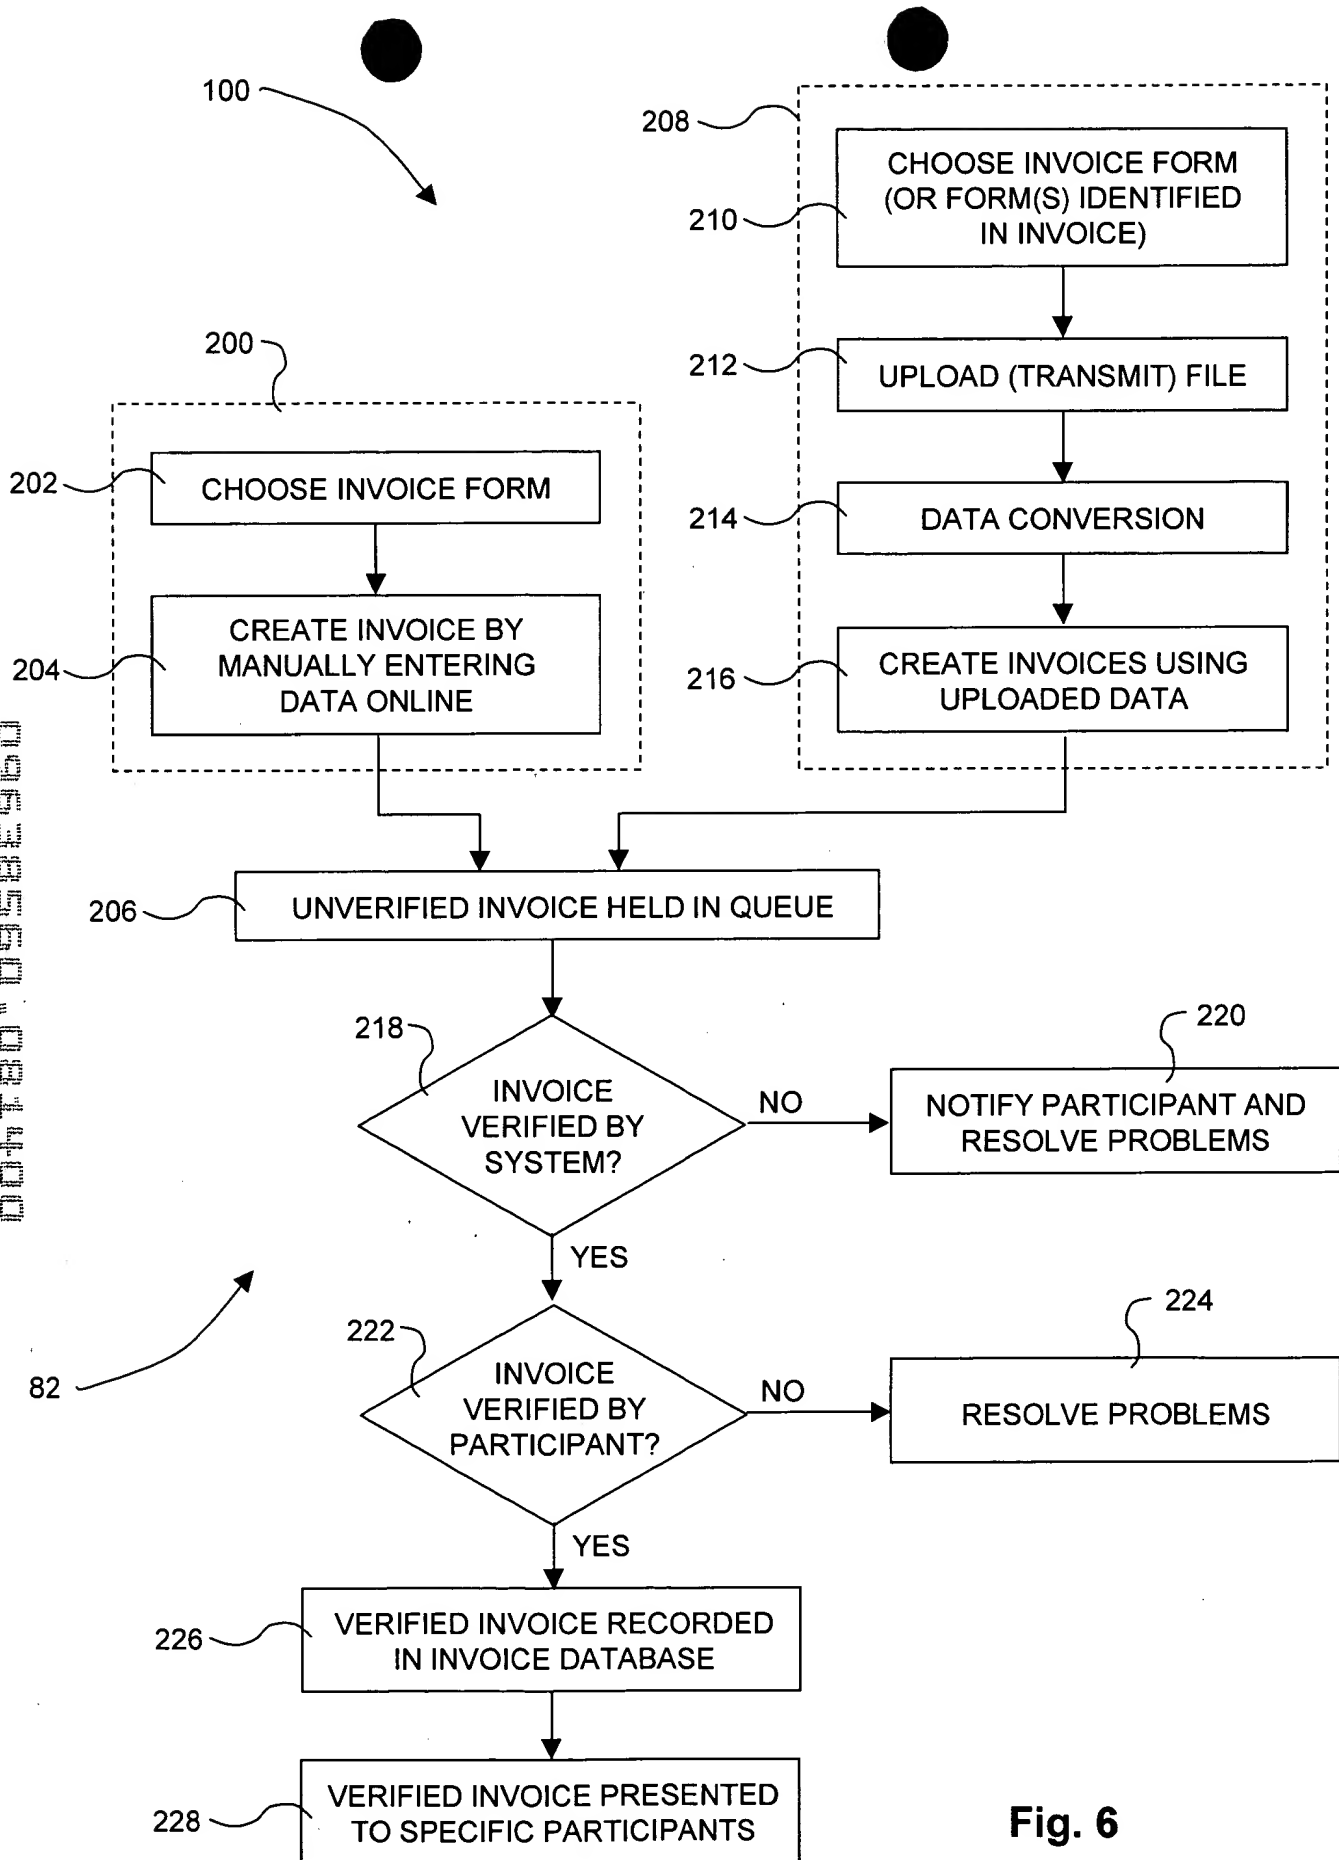 100
208
CHOOSE INVOICE FORM
(OR FORM(S) IDENTIFIED
IN INVOICE)
210
200
212
UPLOAD (TRANSMIT) FILE
202
CHOOSE INVOICE FORM
214
DATA CONVERSION
204
CREATE INVOICE BY
MANUALLY ENTERING
DATA ONLINE
216
CREATE INVOICES USING
UPLOADED DATA
09638560.081400
206
UNVERIFIED INVOICE HELD IN QUEUE
218
INVOICE
VERIFIED BY
SYSTEM?
NO
220
NOTIFY PARTICIPANT AND
RESOLVE PROBLEMS
YES
82
222
INVOICE
VERIFIED BY
PARTICIPANT?
NO
224
RESOLVE PROBLEMS
YES
226
VERIFIED INVOICE RECORDED
IN INVOICE DATABASE
228
VERIFIED INVOICE PRESENTED
TO SPECIFIC PARTICIPANTS
Fig. 6